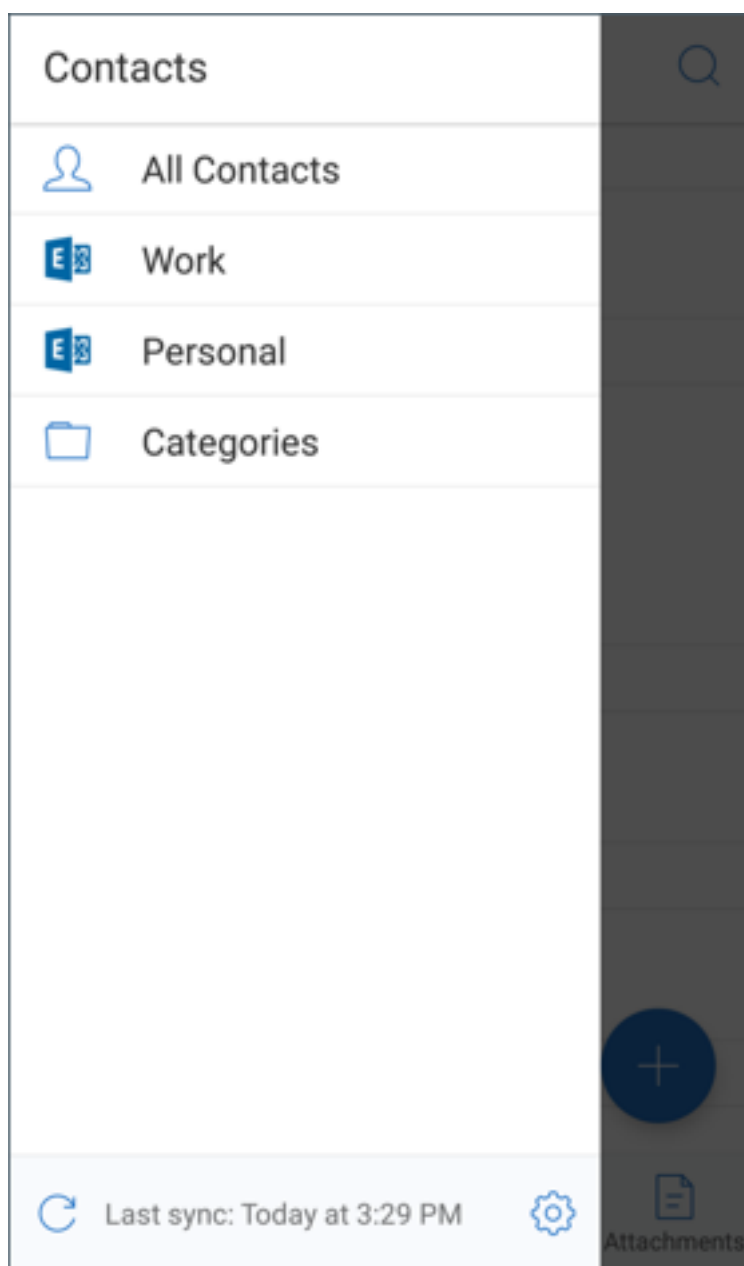 Contacts
All Contacts
E Work
E Personal
Categories
Last sync: Today at 3:29 PM
Attachments